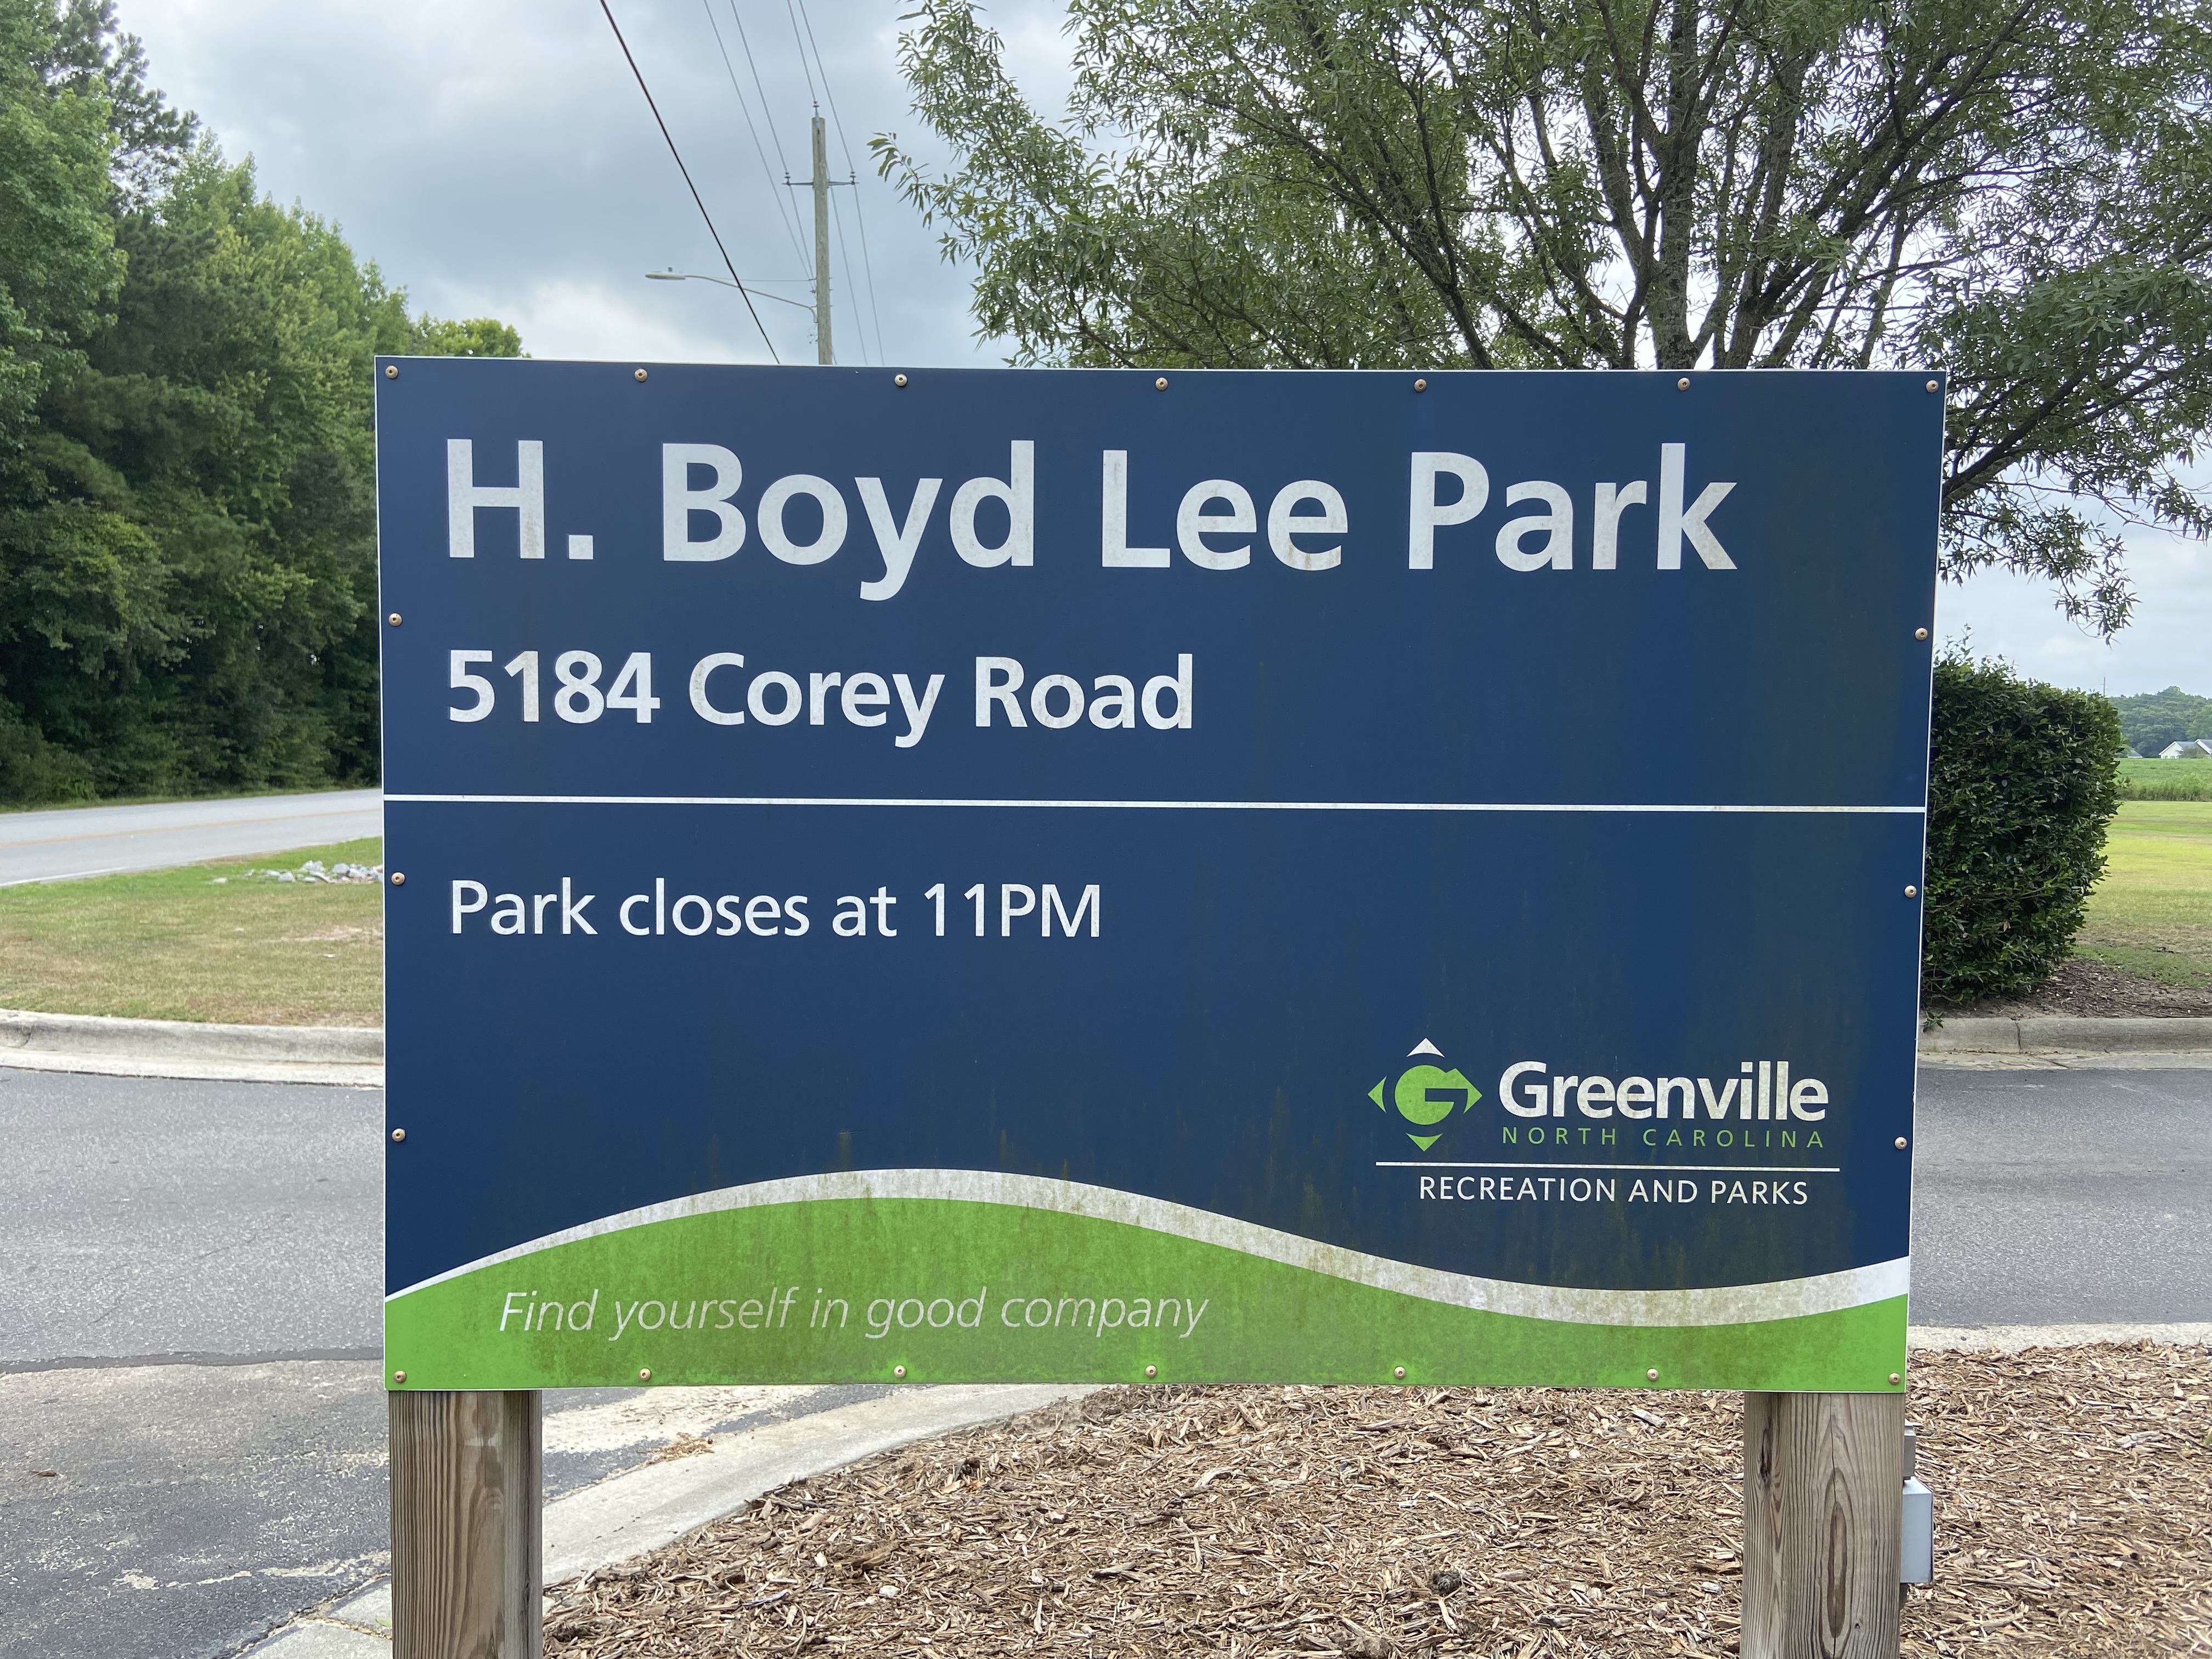 H. Boyd Lee Park
5184 Corey Road
Park closes at 11PM
Greenville
NORTH CAROLINA
RECREATION AND PARKS
Find yourself in good company